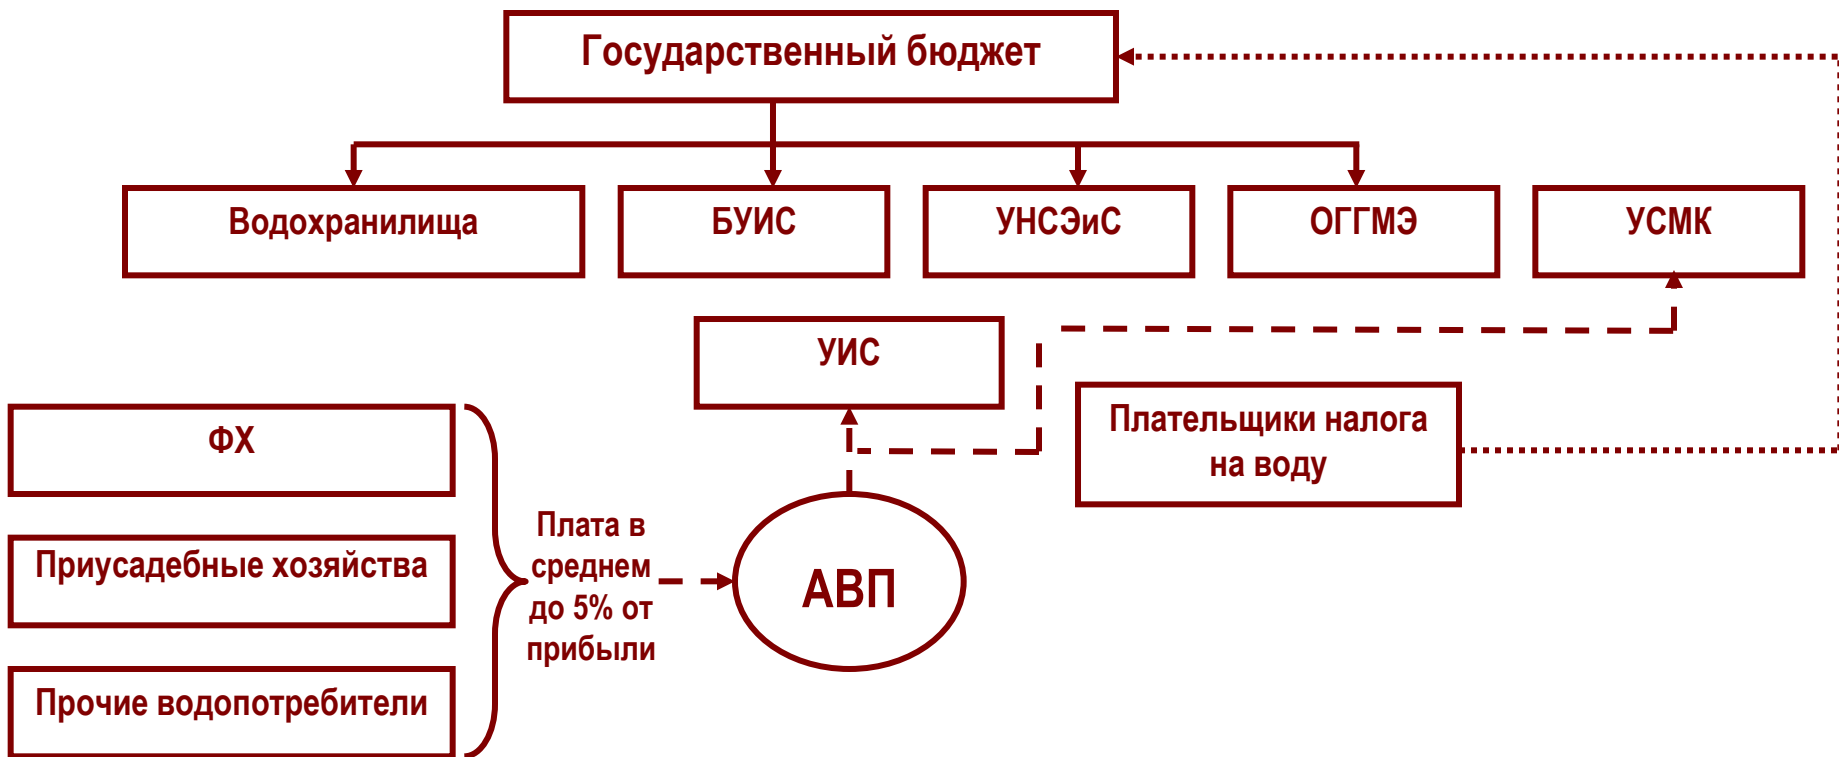 Государственный бюджет
Водохранилища
БУИС
УНСЭиС
ОГГМЭ
УСМК
УИС
Плательщики налога
на воду
ФХ
Приусадебные хозяйства
Прочие водопотребители
Плата в
среднем
до 5% от
прибыли
АВП